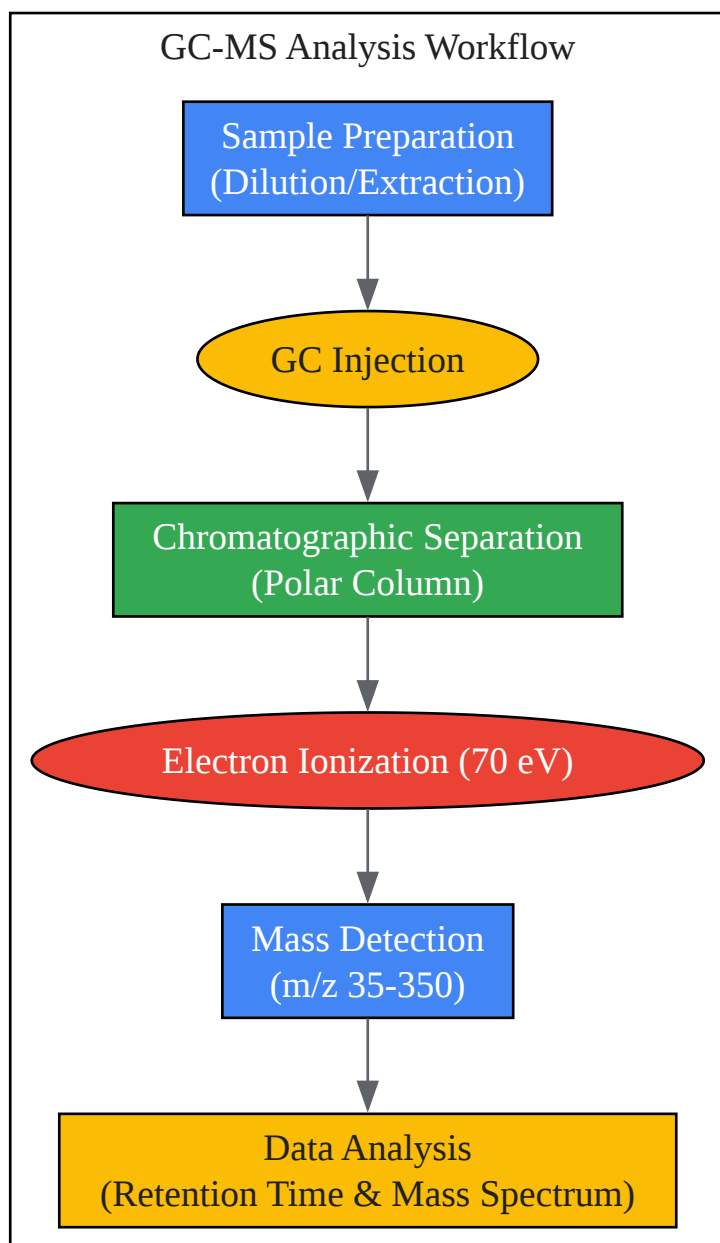 GC-MS Analysis Workflow
Sample Preparation
(Dilution/Extraction)
GC Injection
Chromatographic Separation
(Polar Column)
Electron Ionization (70 eV)
Mass Detection
(m/z 35-350)
Data Analysis
(Retention Time & Mass Spectrum)